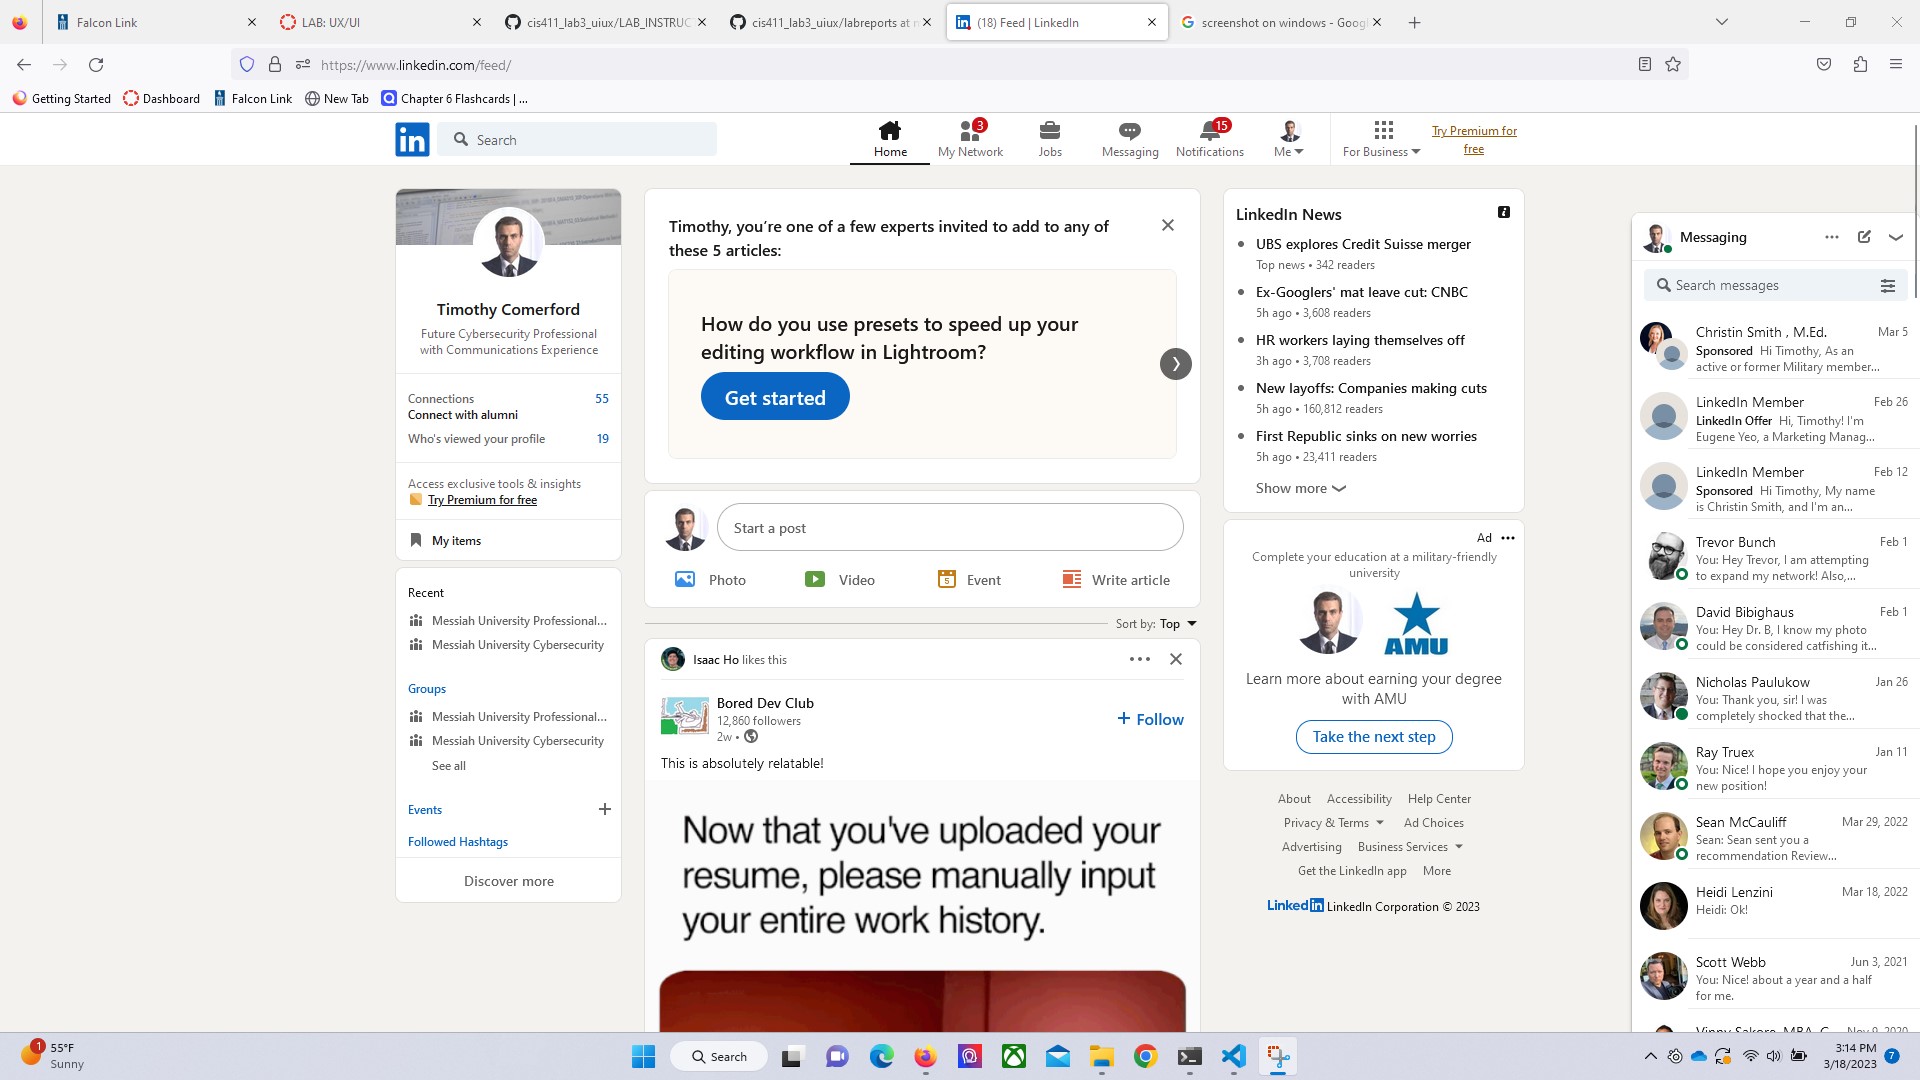 Falcon Link
LAB: UX/UI
cis411_lab3_uiux/LAB_INSTRUC
cis411_lab3_uiux/labreports at m
(18) Feed | LinkedIn
screenshot on windows - Googl
https://www.linkedin.com/feed/
Getting Started
Dashboard
Falcon Link
New Tab
Chapter 6 Flashcards | ...
in
Search
Home
3
My Network
Jobs
Messaging
15
Notifications
Me
For Business
Try Premium for
free
Timothy Comerford
Future Cybersecurity Professional
with Communications Experience
Connections 55
Connect with alumni
Who's viewed your profile 19
Access exclusive tools & insights
Try Premium for free
My items
Recent
Messiah University Professional...
Messiah University Cybersecurity
Groups
Messiah University Professional...
Messiah University Cybersecurity
See all
Events
Followed Hashtags
Discover more
Timothy, you're one of a few experts invited to add to any of
these 5 articles:
How do you use presets to speed up your
editing workflow in Lightroom?
Get started
Start a post
Photo
Video
Event
Write article
Sort by: Top
Isaac Ho likes this
Bored Dev Club
12,860 followers
2w •
+ Follow
This is absolutely relatable!
Now that you've uploaded your
resume, please manually input
your entire work history.
LinkedIn News
UBS explores Credit Suisse merger
Top news • 342 readers
Ex-Googlers' mat leave cut: CNBC
5h ago • 3,608 readers
HR workers laying themselves off
3h ago • 3,708 readers
New layoffs: Companies making cuts
5h ago • 160,812 readers
First Republic sinks on new worries
5h ago • 23,411 readers
Show more
Ad
Complete your education at a military-friendly
university
AMU
Learn more about earning your degree
with AMU
Take the next step
About Accessibility Help Center
Privacy & Terms Ad Choices
Advertising Business Services
Get the LinkedIn app More
LinkedIn LinkedIn Corporation © 2023
Messaging
Search messages
Christin Smith , M.Ed. Mar 5
Sponsored Hi Timothy, As an
active or former Military member...
LinkedIn Member Feb 26
LinkedIn Offer Hi, Timothy! I'm
Eugene Yeo, a Marketing Manag...
LinkedIn Member Feb 12
Sponsored Hi Timothy, My name
is Christin Smith, and I'm an...
Trevor Bunch Feb 1
You: Hey Trevor, I am attempting
to expand my network! Also,...
David Bibighaus Feb 1
You: Hey Dr. B, I know my photo
could be considered catfishing it...
Nicholas Paulukow Jan 26
You: Thank you, sir! I was
completely shocked that the...
Ray Truex Jan 11
You: Nice! I hope you enjoy your
new position!
Sean McCauliff Mar 29, 2022
Sean: Sean sent you a
recommendation Review...
Heidi Lenzini Mar 18, 2022
Heidi: Ok!
Scott Webb Jun 3, 2021
You: Nice! about a year and a half
for me.
Vinny Sakore, MBA, C... Nov 9, 2020
1
55°F
Sunny
Search
3:14 PM
3/18/2023
7